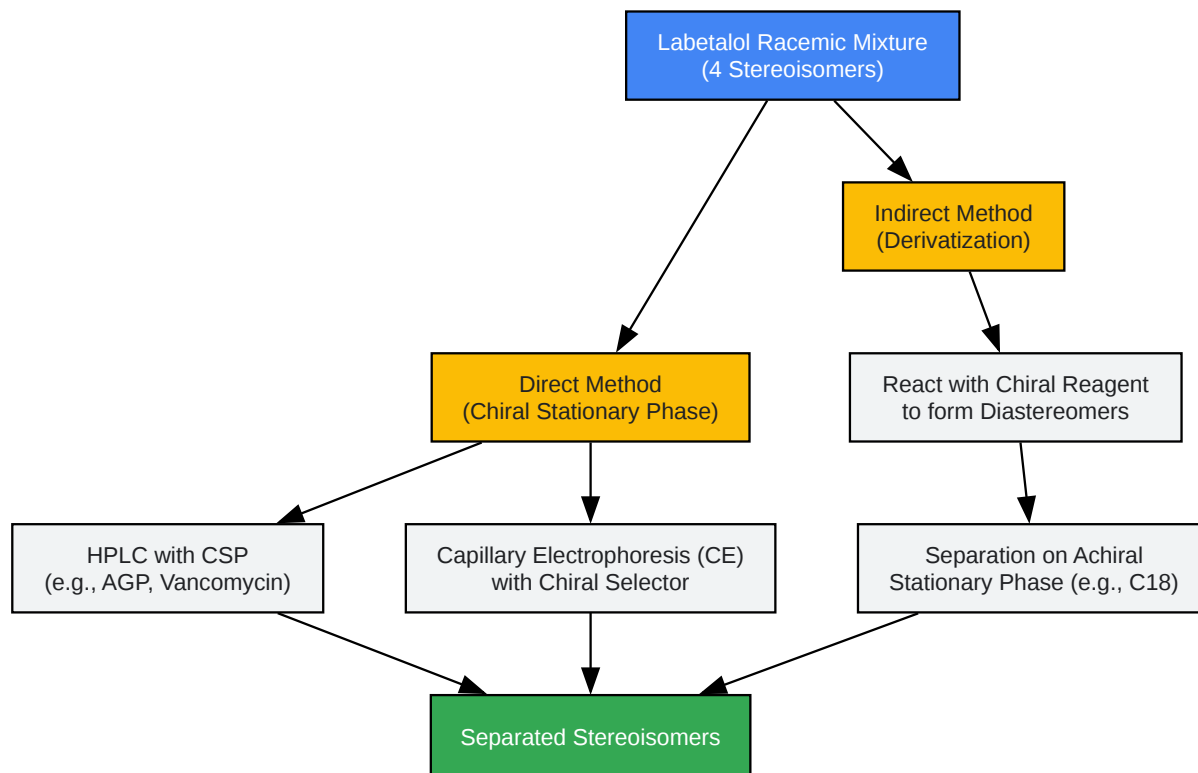 Labetalol Racemic Mixture
(4 Stereoisomers)
Indirect Method
(Derivatization)
Direct Method
(Chiral Stationary Phase)
React with Chiral Reagent
to form Diastereomers
HPLC with CSP
(e.g., AGP, Vancomycin)
Capillary Electrophoresis (CE)
with Chiral Selector
Separation on Achiral
Stationary Phase (e.g., C18)
Separated Stereoisomers